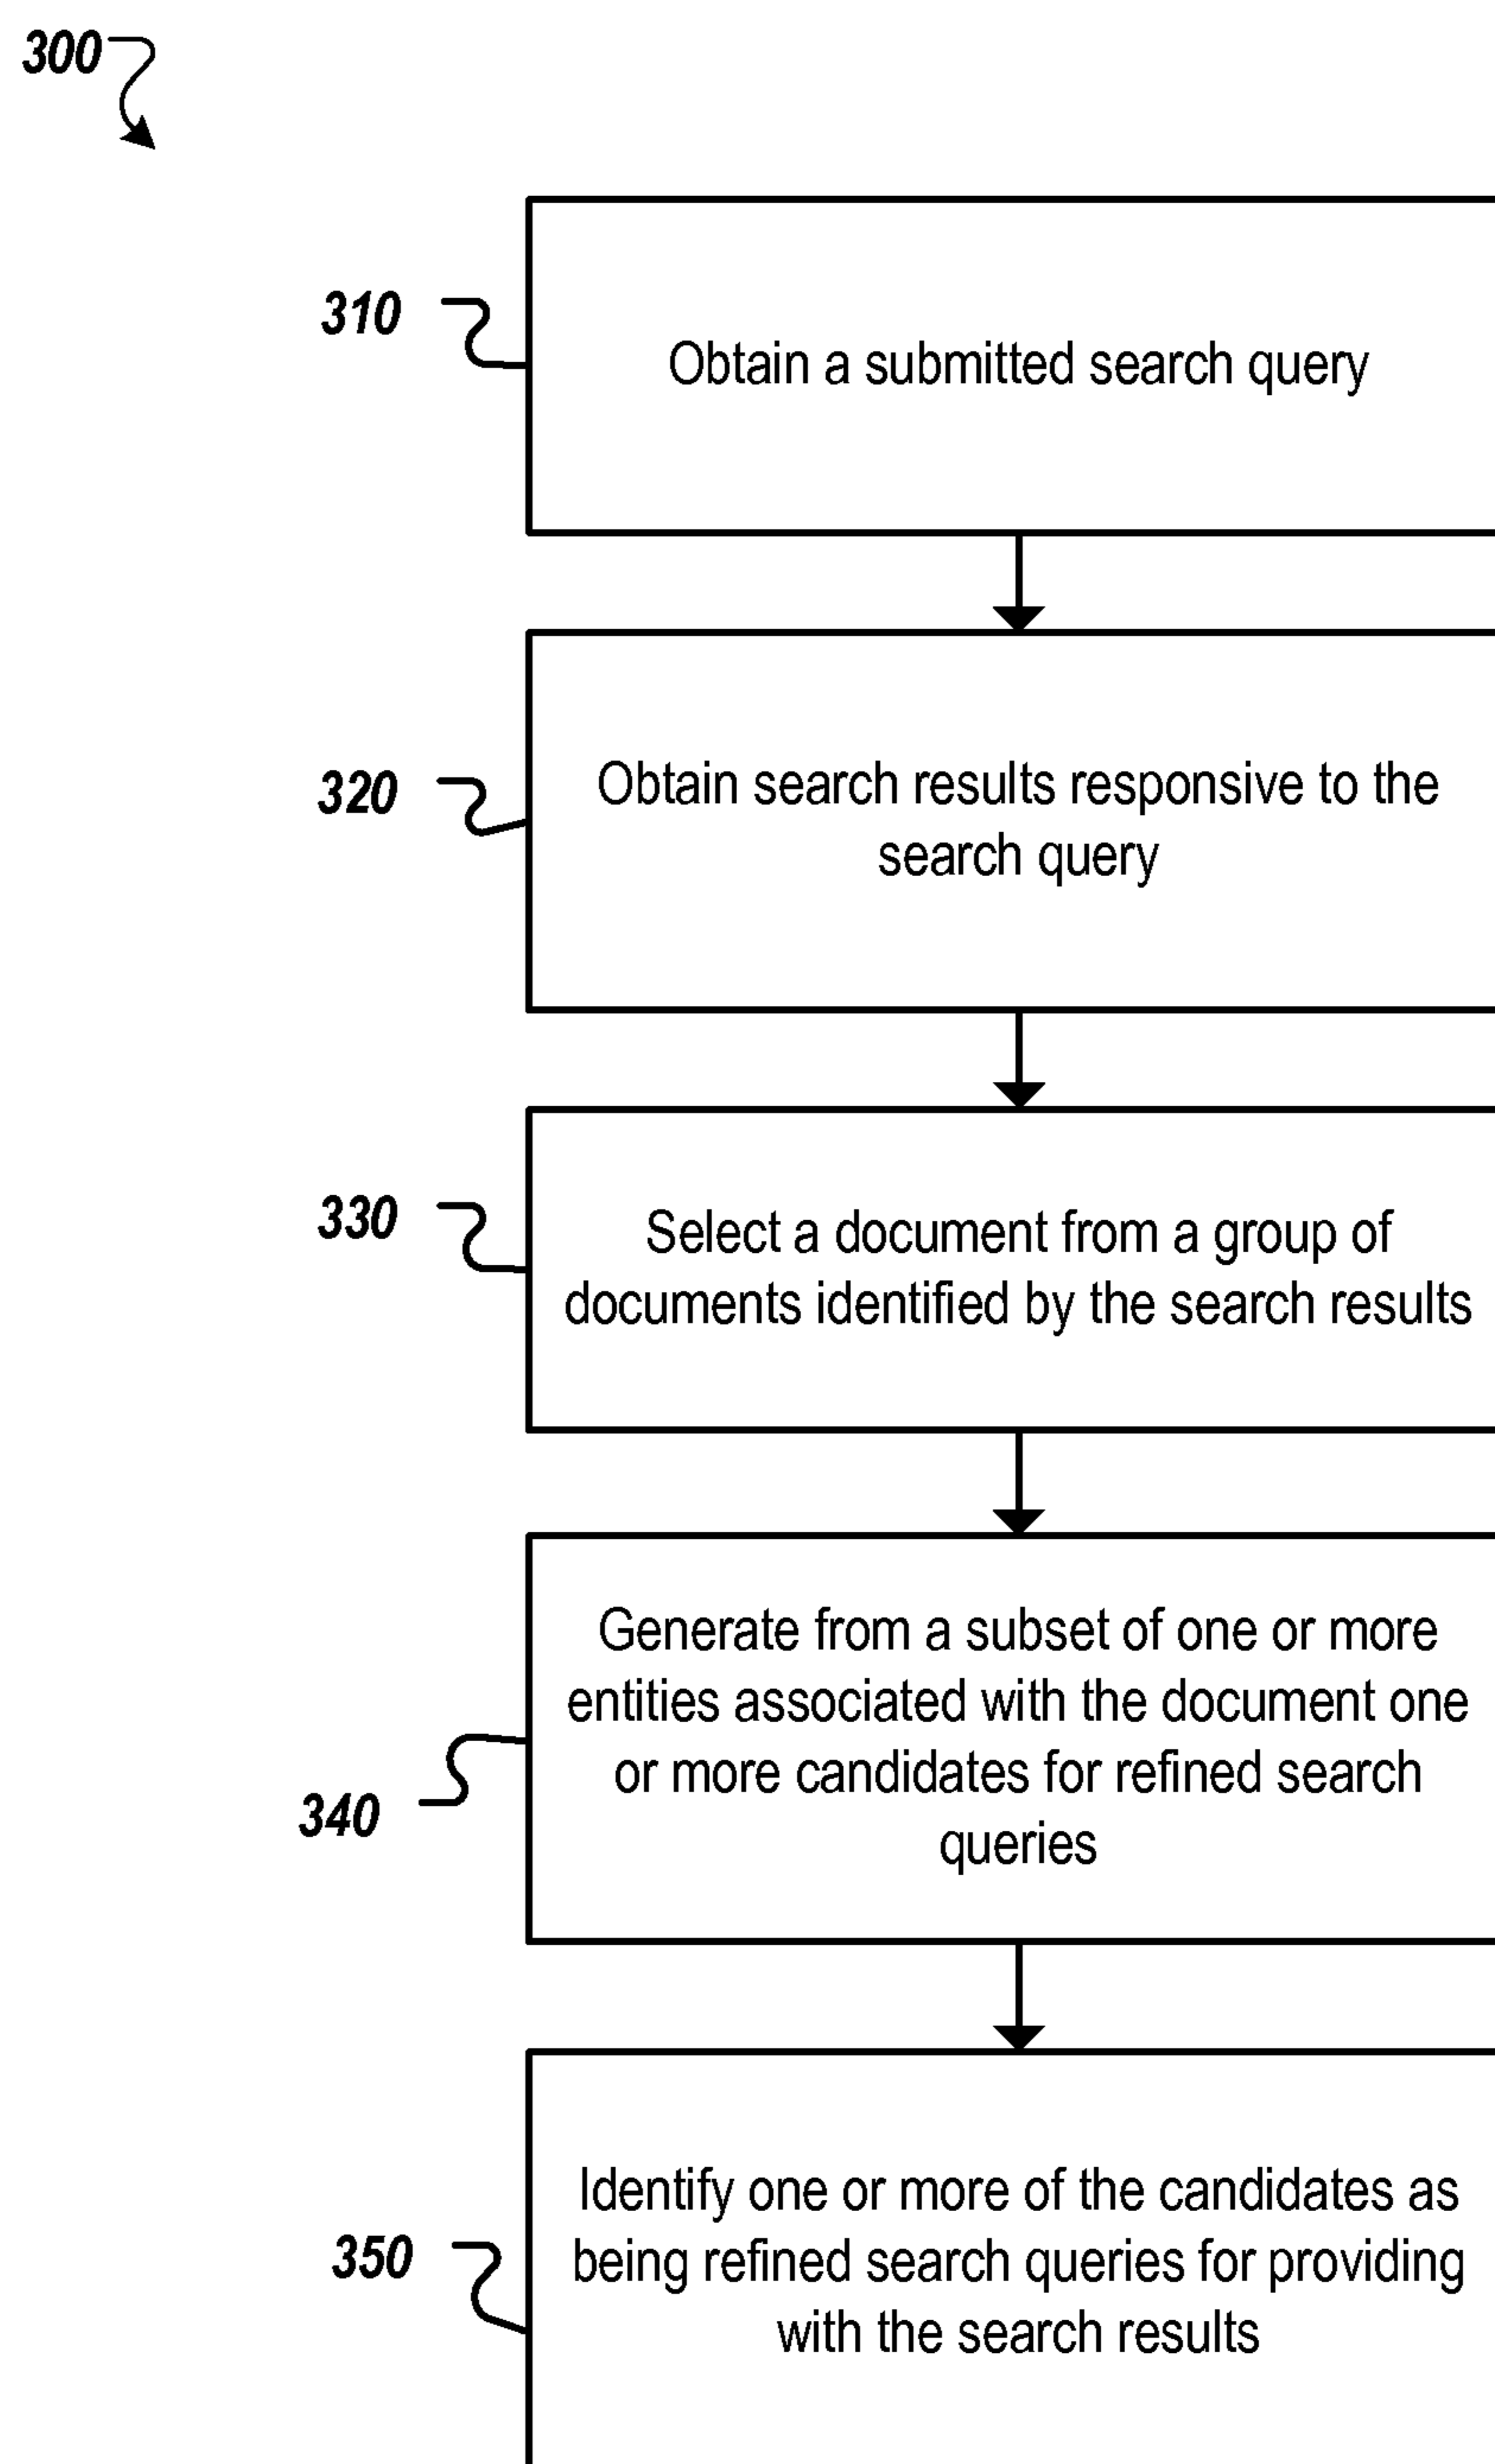 300
310
Obtain a submitted search query
320
Obtain search results responsive to the
search query
330
Select a document from a group of
documents identified by the search results
340
Generate from a subset of one or more
entities associated with the document one
or more candidates for refined search
queries
350
Identify one or more of the candidates as
being refined search queries for providing
with the search results